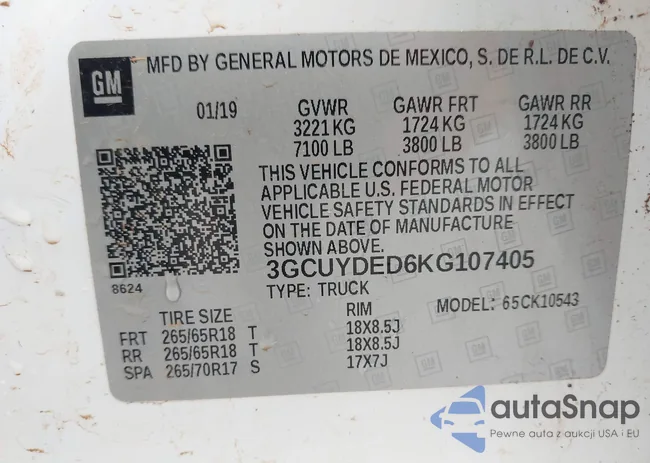 GM
MFD BY GENERAL MOTORS DE MEXICO, S. DE R.L. DE C.V.
01/19 GVWR GAWR FRT GAWR RR
3221 KG 1724 KG 1724 KG
7100 LB 3800 LB 3800 LB
THIS VEHICLE CONFORMS TO ALL
APPLICABLE U.S. FEDERAL MOTOR
VEHICLE SAFETY STANDARDS IN EFFECT
ON THE DATE OF MANUFACTURE
SHOWN ABOVE.
8624
3GCUYDED6KG107405
TYPE: TRUCK MODEL: 65CK10543
TIRE SIZE RIM
FRT 265/65R18 T 18X8.5J
RR 265/65R18 T 18X8.5J
SPA 265/70R17 S 17X7J
autaSnap
Pewne auta z aukcji USA i EU